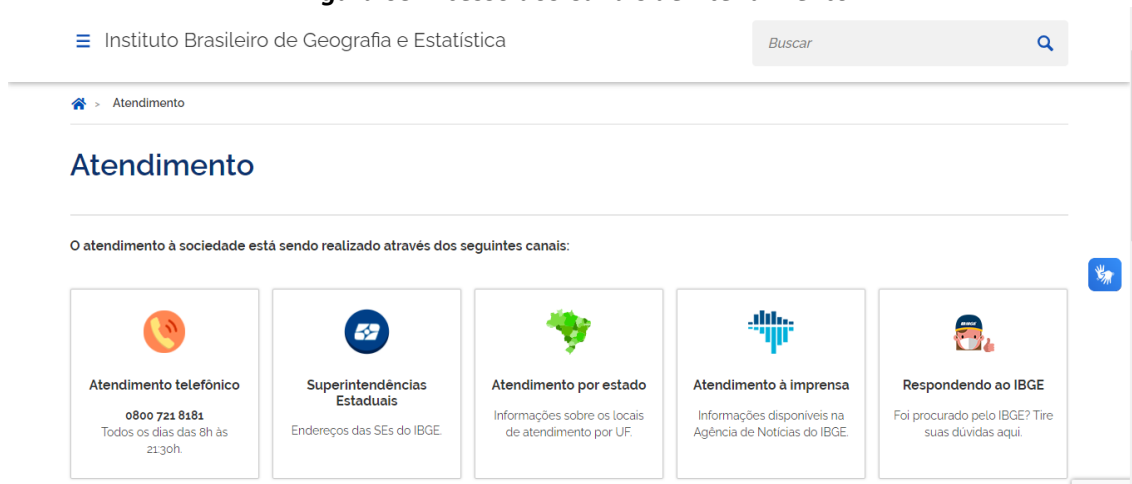 Instituto Brasileiro de Geografia e Estatística
Buscar
> Atendimento
Atendimento
O atendimento à sociedade está sendo realizado através dos seguintes canais:
Atendimento telefônico
0800 721 8181
Todos os dias das 8h às
21:30h.
Superintendências
Estaduais
Endereços das SEs do IBGE.
Atendimento por estado
Informações sobre os locais
de atendimento por UF.
Atendimento à imprensa
Informações disponíveis na
Agência de Notícias do IBGE.
Respondendo ao IBGE
Foi procurado pelo IBGE? Tire
suas dúvidas aqui.